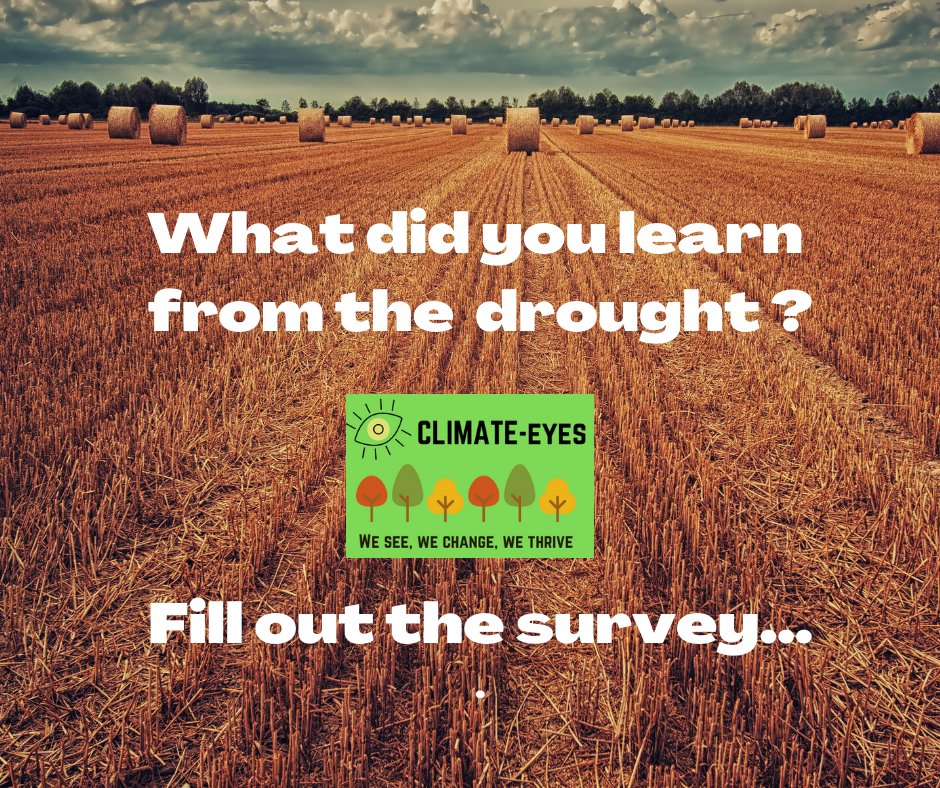 What did you learn
from the drought ?
CLIMATE-EYES
WE SEE, WE CHANGE, WE THRIVE
Fill out the survey...
.